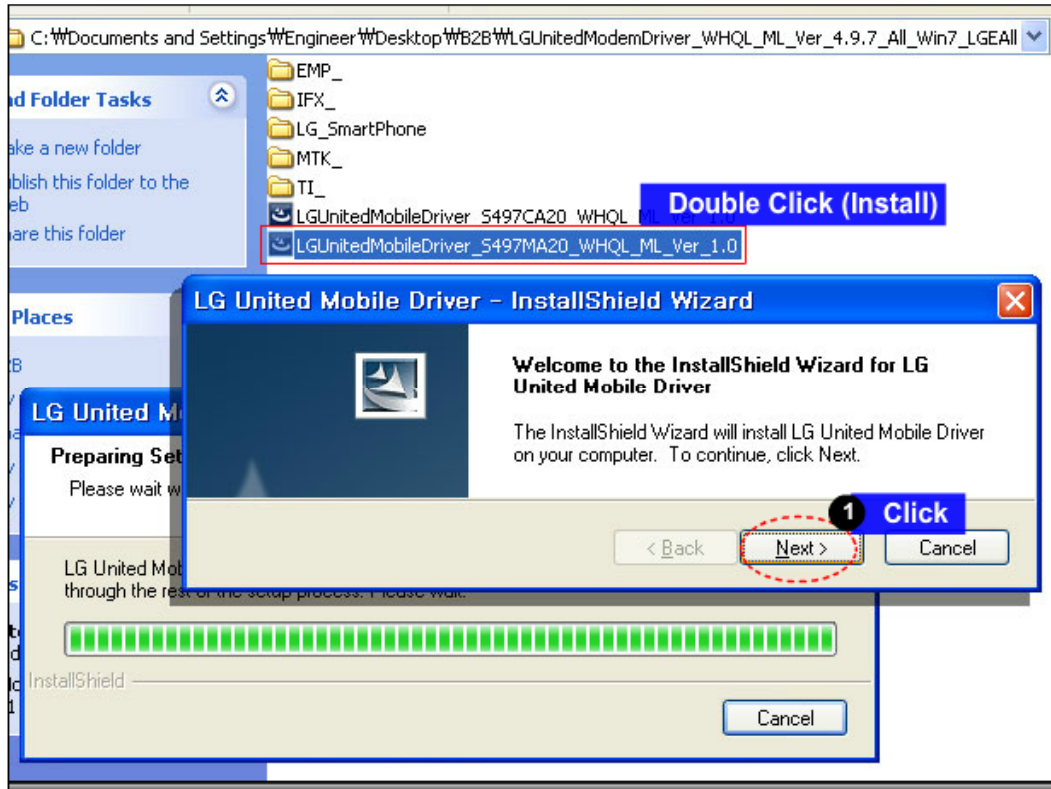 C:₩Documents and Settings₩Engineer₩Desktop₩B2B₩LGUnitedModemDriver_WHQL_ML_Ver_4.9.7_All_Win7_LGEAll
EMP_
IFX_
LG_SmartPhone
MTK_
TI_
LGUnitedMobileDriver_S497CA20_WHQL_ML_Ver_1.0
LGUnitedMobileDriver_S497MA20_WHQL_ML_Ver_1.0
Double Click (Install)
nd Folder Tasks
ake a new folder
ublish this folder to the
eb
are this folder
Places
LG United Mobile Driver - InstallShield Wizard
Welcome to the InstallShield Wizard for LG
United Mobile Driver
The InstallShield Wizard will install LG United Mobile Driver
on your computer. To continue, click Next.
1 Click
< Back Next > Cancel
LG United M
Preparing Set
Please wait w
LG United Mob
through the rest of the setup process. Please wait.
InstallShield
Cancel